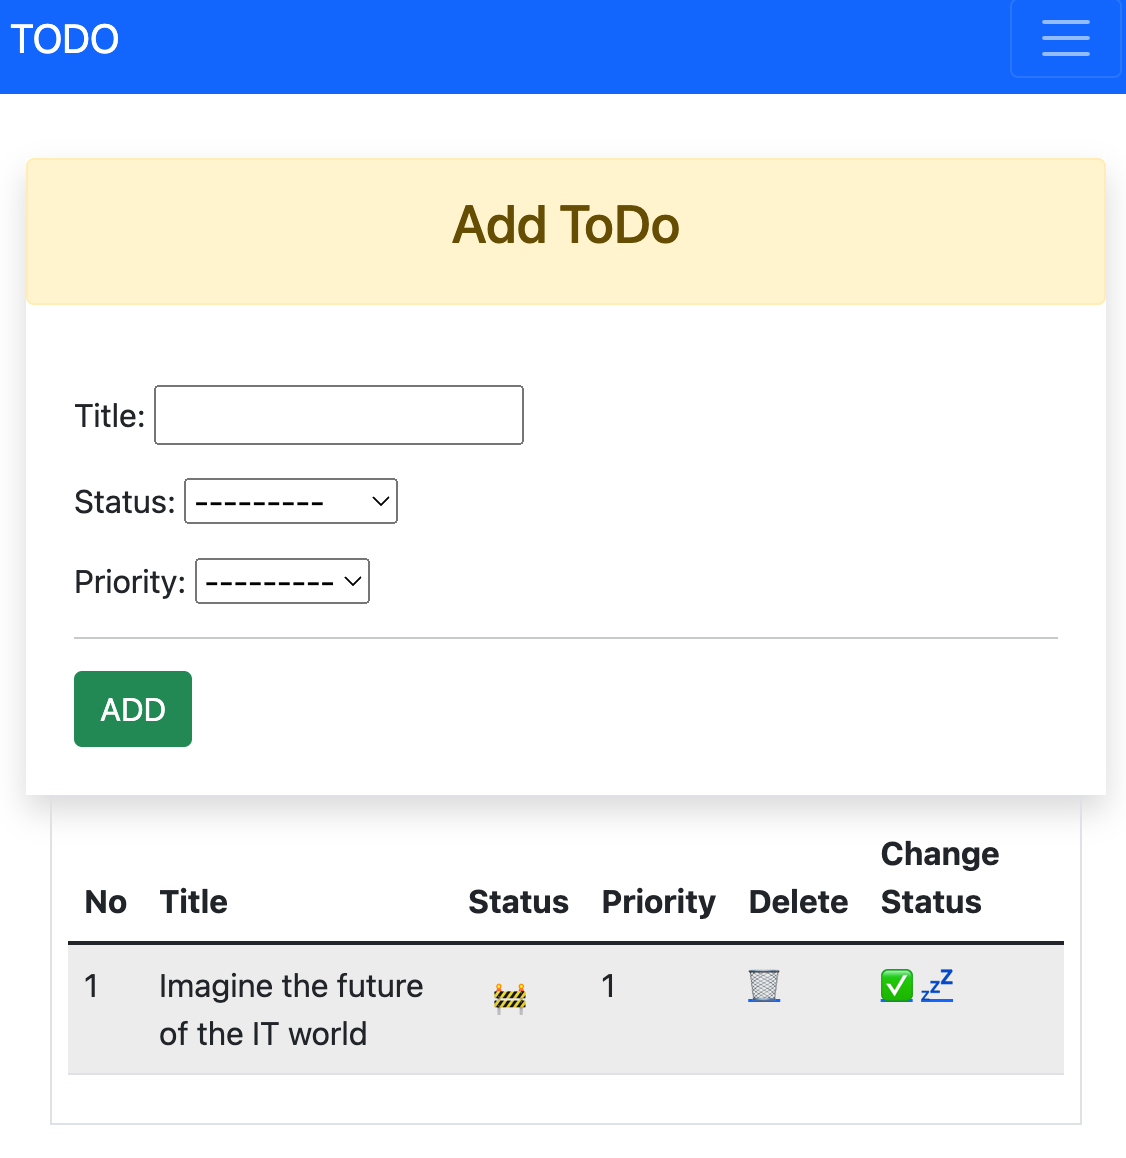 TODO
Add ToDo
Title:
Status: ---------
Priority: ---------
ADD
No Title Status Priority Delete Change Status
1 Imagine the future 1
of the IT world
zzZ